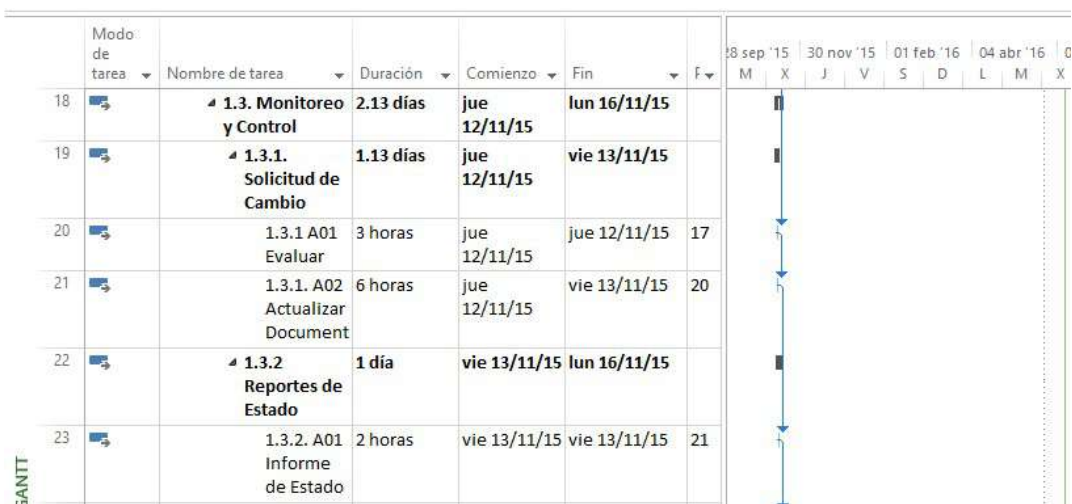 Modo
de
tarea Nombre de tarea Duración Comienzo Fin
28 sep '15 30 nov '15 01 feb '16 04 abr '16
M X J V S D L M X
18 1.3. Monitoreo 2.13 días jue lun 16/11/15
y Control 12/11/15
19 1.3.1. 1.13 días jue vie 13/11/15
Solicitud de 12/11/15
Cambio
20 1.3.1 A01 3 horas jue jue 12/11/15 17
Evaluar 12/11/15
21 1.3.1. A02 6 horas jue vie 13/11/15 20
Actualizar 12/11/15
Document
22 1.3.2 1 día vie 13/11/15 lun 16/11/15
Reportes de
Estado
23 1.3.2. A01 2 horas vie 13/11/15 vie 13/11/15 21
Informe
de Estado
GANTT